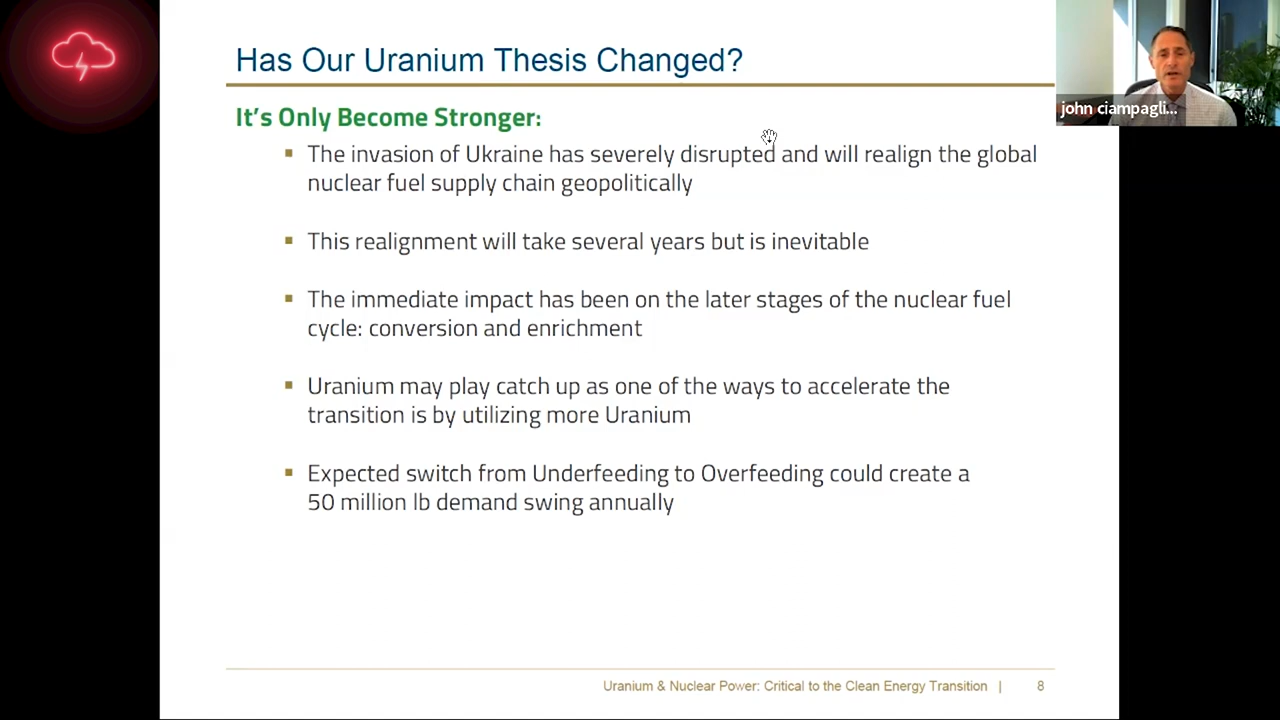 Has Our Uranium Thesis Changed?
john ciampagli...
It's Only Become Stronger:
▪ The invasion of Ukraine has severely disrupted and will realign the global
nuclear fuel supply chain geopolitically
▪ This realignment will take several years but is inevitable
▪ The immediate impact has been on the later stages of the nuclear fuel
cycle: conversion and enrichment
▪ Uranium may play catch up as one of the ways to accelerate the
transition is by utilizing more Uranium
▪ Expected switch from Underfeeding to Overfeeding could create a
50 million lb demand swing annually
Uranium & Nuclear Power: Critical to the Clean Energy Transition | 8